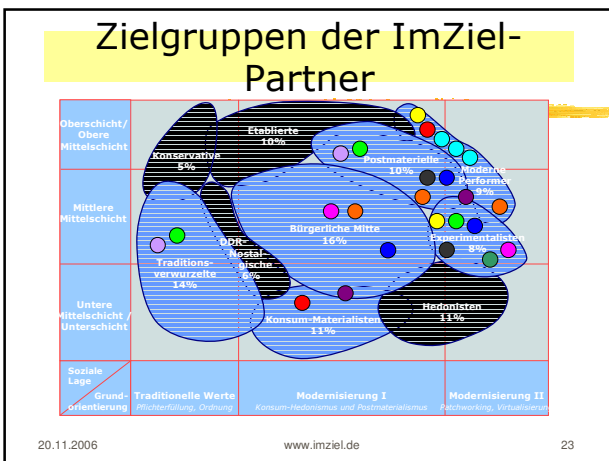 Zielgruppen der ImZiel-
Partner
Oberschicht/
Obere
Mittelschicht
Mittlere
Mittelschicht
Untere
Mittelschicht /
Unterschicht
Konservative
5%
Etablierte
10%
Postmaterielle
10%
Moderne
Performer
9%
Bürgerliche Mitte
16%
Experimentalisten
8%
DDR-
Nostal-
gische
6%
Traditions-
verwurzelte
14%
Konsum-Materialisten
11%
Hedonisten
11%
Soziale
Lage
Grund-
orientierung
Traditionelle Werte
Pflichterfüllung, Ordnung
Modernisierung I
Konsum-Hedonismus und Postmaterialismus
Modernisierung II
Patchworking, Virtualisierung
20.11.2006
www.imziel.de
23